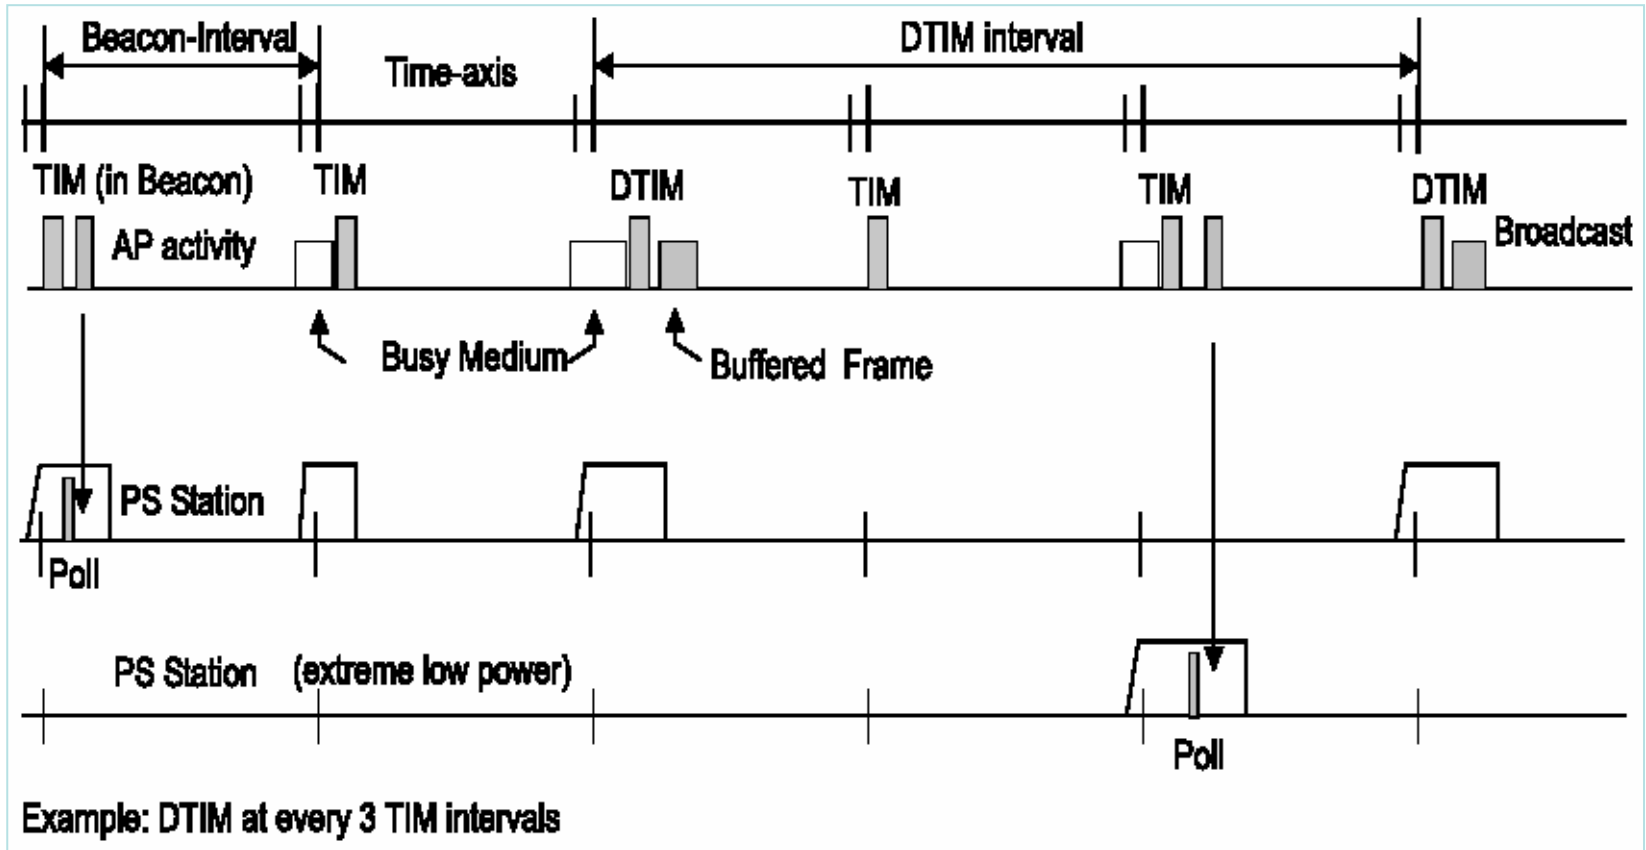 Beacon-Interval
DTIM interval
Time-axis
TIM (in Beacon)
TIM
DTIM
TIM
TIM
DTIM
AP activity
Broadcast
Busy Medium
Buffered Frame
PS Station
Poll
PS Station (extreme low power)
Poll
Example: DTIM at every 3 TIM intervals